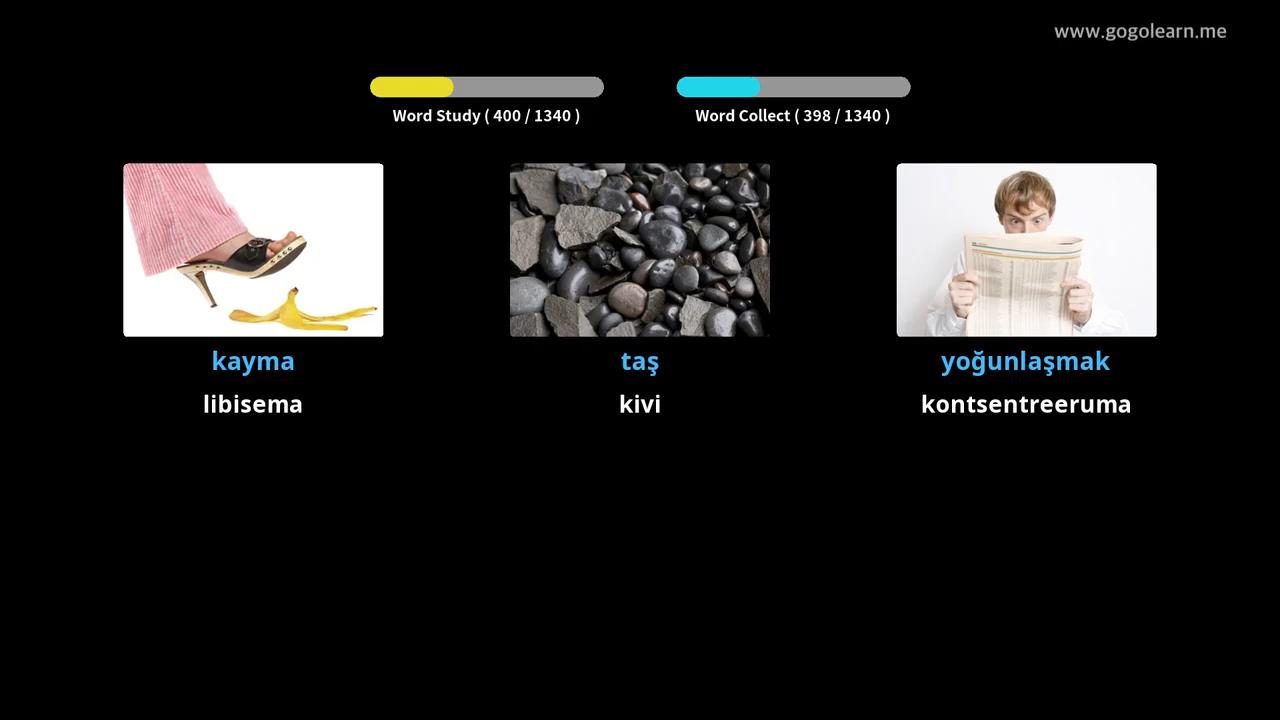 www.gogolearn.me
Word Study ( 400 / 1340 )
Word Collect ( 398 / 1340 )
kayma
taş
yoğunlaşmak
libisema
kivi
kontsentreeruma